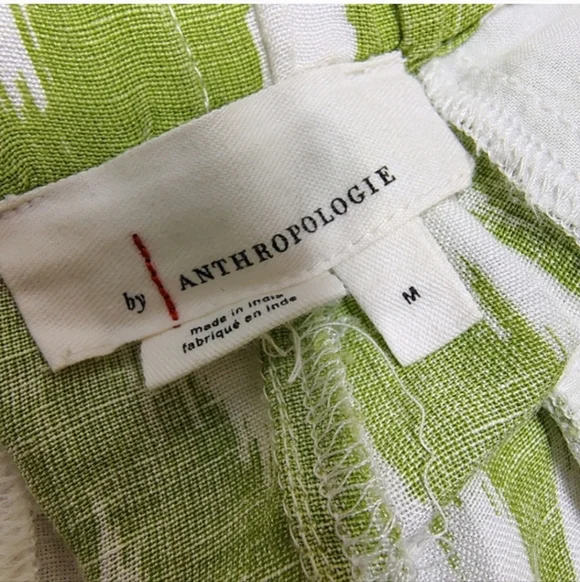 by ANTHROPOLOGIE
M
made in India
fabriqué en Inde